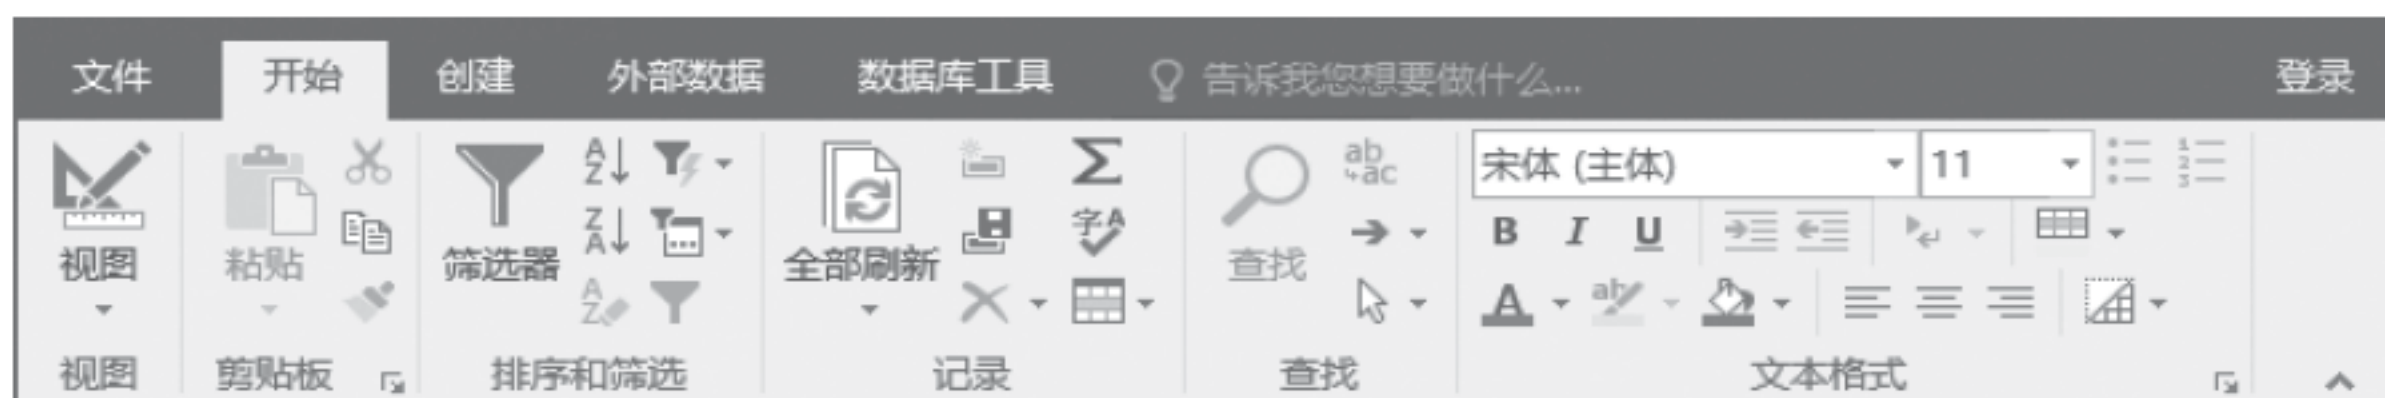 文件 开始 创建 外部数据 数据库工具 告诉我您想要做什么... 登录
宋体 (主体) 11
B I U
视图 粘贴 筛选器 全部刷新 查找
视图 剪贴板 排序和筛选 记录 查找 文本格式